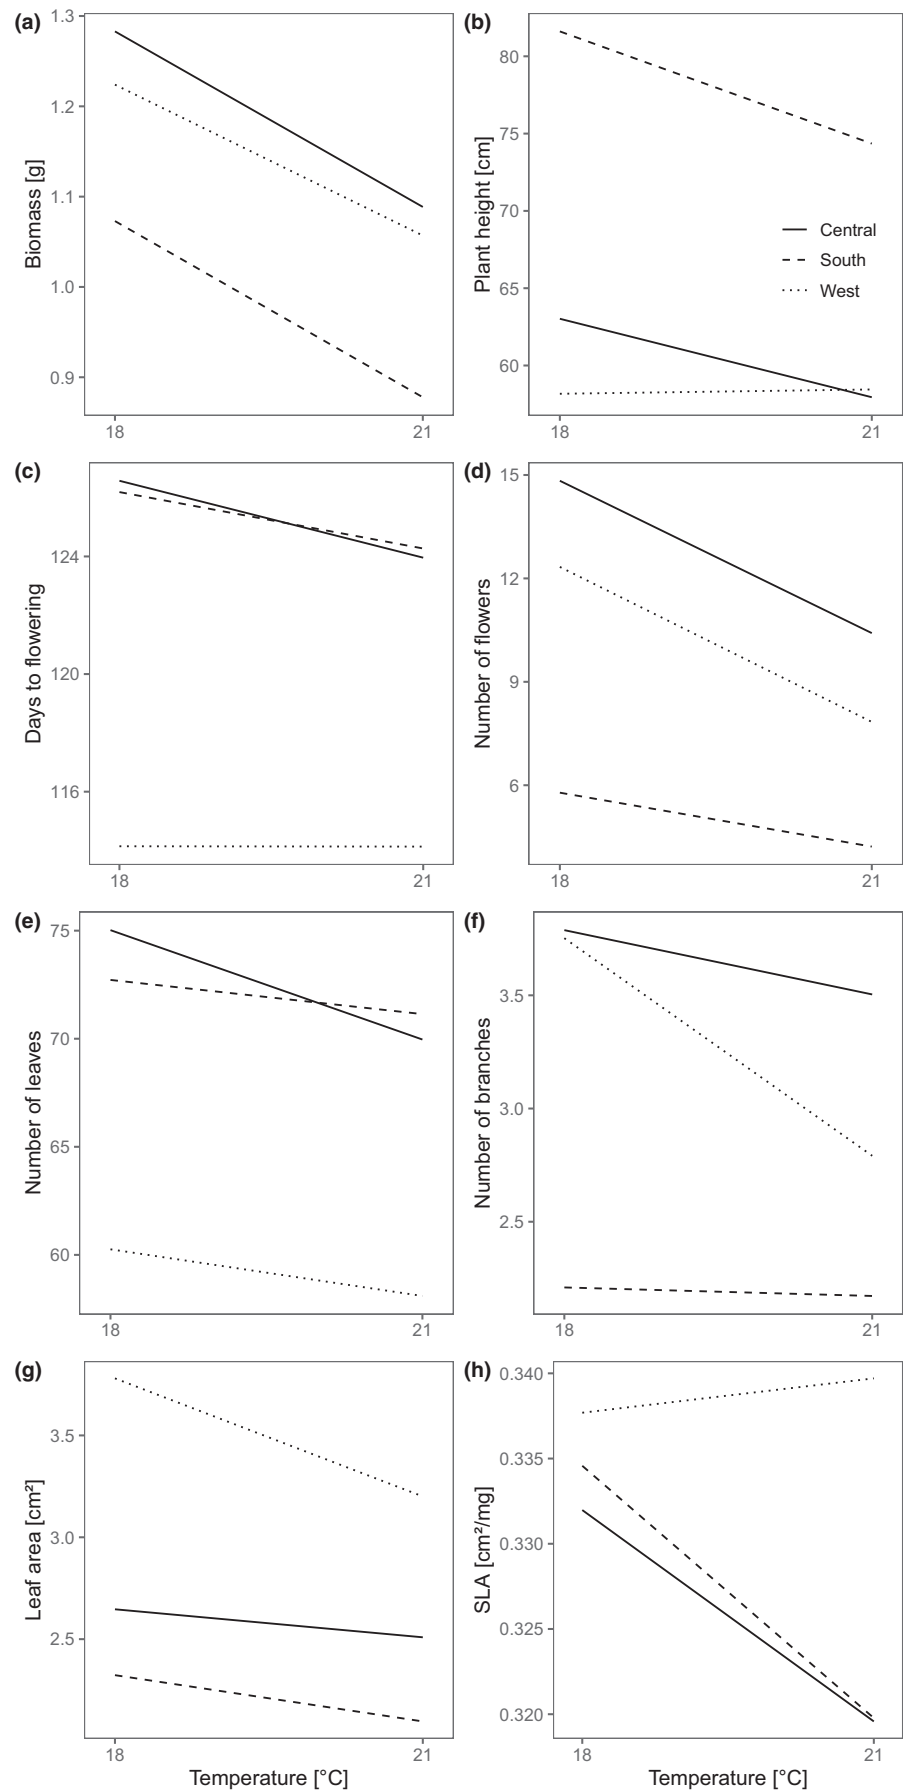 (a)
1.3
1.2
1.1
1.0
0.9
Biomass [g]
18
21
(b)
80
75
70
65
60
Plant height [cm]
Central
South
West
18
21
(c)
124
120
116
Days to flowering
18
21
(d)
15
12
9
6
Number of flowers
18
21
(e)
75
70
65
60
Number of leaves
18
21
(f)
3.5
3.0
2.5
Number of branches
18
21
(g)
3.5
3.0
2.5
Leaf area [cm²]
18
21
Temperature [°C]
(h)
0.340
0.335
0.330
0.325
0.320
SLA [cm²/mg]
18
21
Temperature [°C]